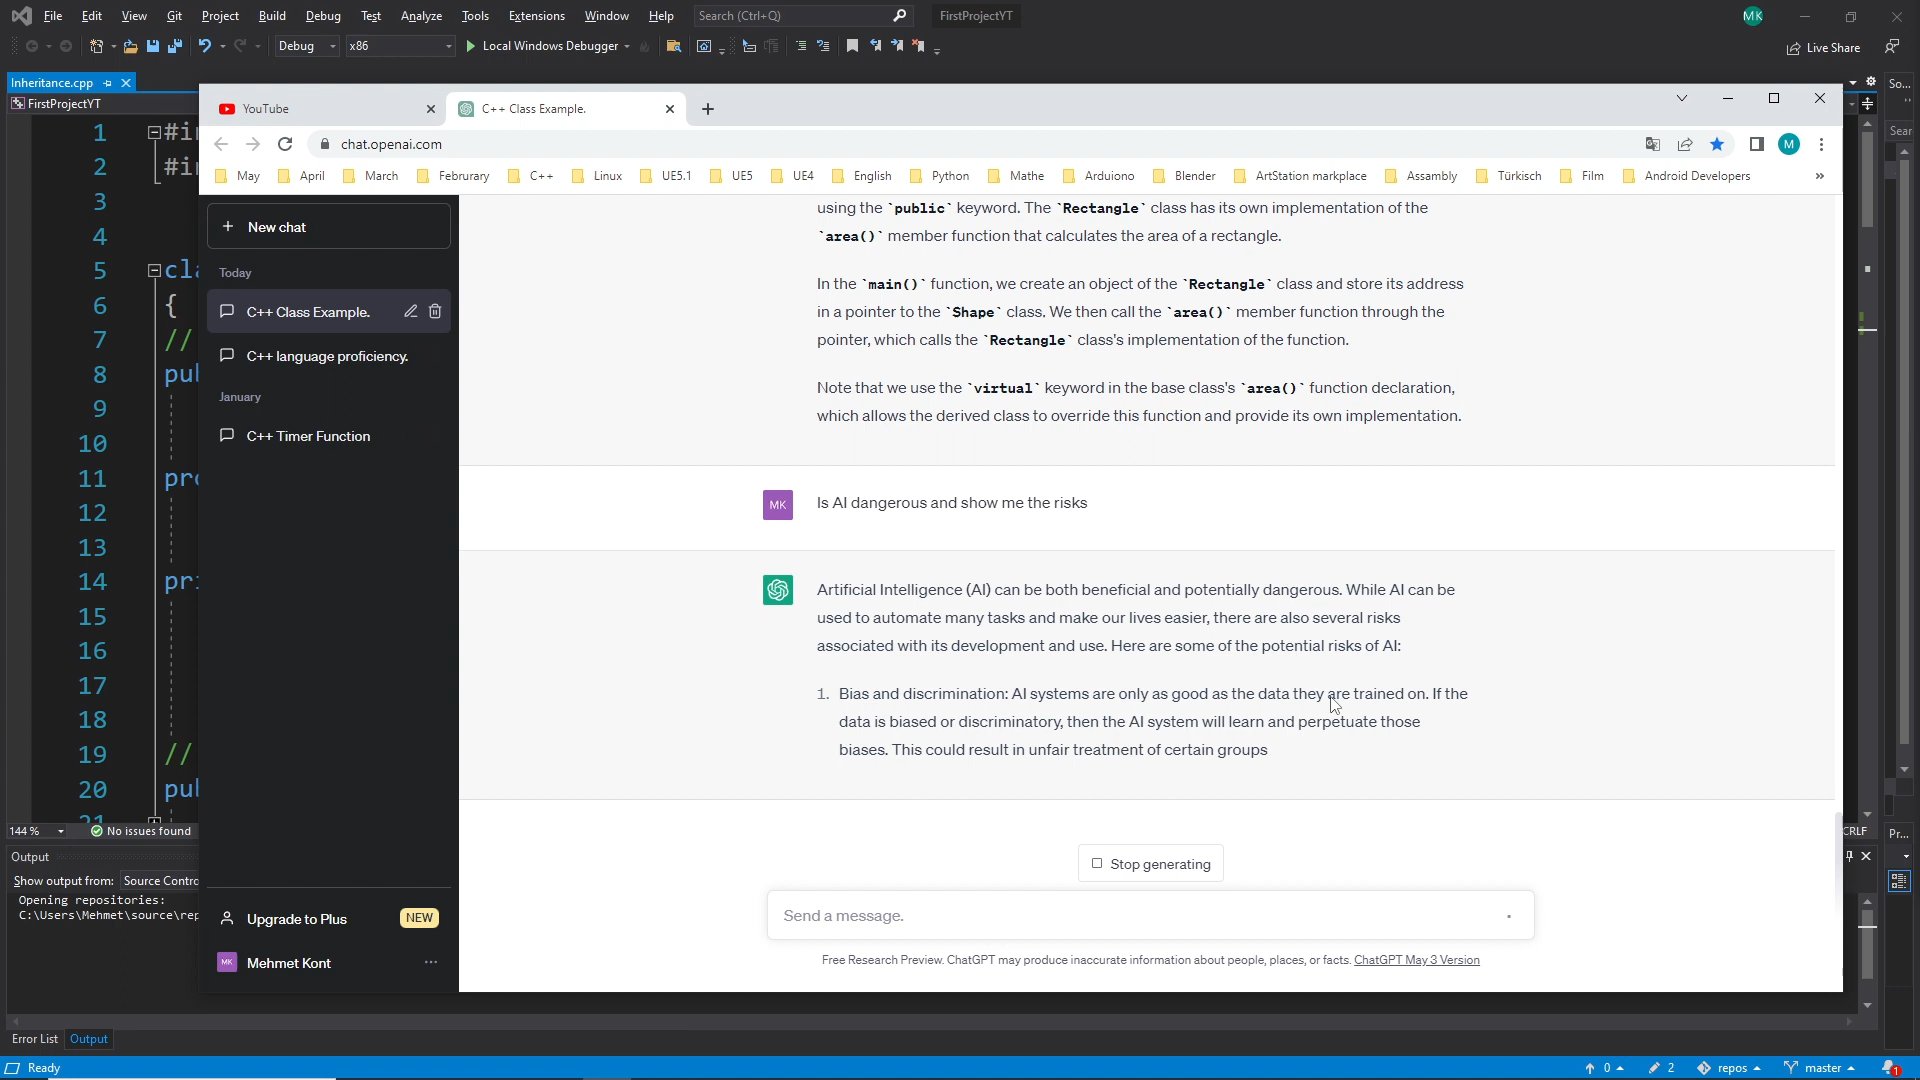 File Edit View Git Project Build Debug Test Analyze Tools Extensions Window Help Search (Ctrl+Q) FirstProjectYT MK
Debug x86 Local Windows Debugger Live Share
Inheritance.cpp So...
FirstProjectYT
YouTube C++ Class Example.
chat.openai.com M
May April March Februrary C++ Linux UE5.1 UE5 UE4 English Python Mathe Arduiono Blender ArtStation markplace Assambly Türkisch Film Android Developers »
Sear
1 #in
2 #in
3
4
5 cla
6 {
7 //
8 pub
9
10
11 pro
12
13
14 pri
15
16
17
18
19 //
20 pub
21
+ New chat
Today
C++ Class Example.
C++ language proficiency.
January
C++ Timer Function
Upgrade to Plus NEW
MK Mehmet Kont ...
using the `public` keyword. The `Rectangle` class has its own implementation of the
`area()` member function that calculates the area of a rectangle.
In the `main()` function, we create an object of the `Rectangle` class and store its address
in a pointer to the `Shape` class. We then call the `area()` member function through the
pointer, which calls the `Rectangle` class's implementation of the function.
Note that we use the `virtual` keyword in the base class's `area()` function declaration,
which allows the derived class to override this function and provide its own implementation.
MK Is AI dangerous and show me the risks
Artificial Intelligence (AI) can be both beneficial and potentially dangerous. While AI can be
used to automate many tasks and make our lives easier, there are also several risks
associated with its development and use. Here are some of the potential risks of AI:
1. Bias and discrimination: AI systems are only as good as the data they are trained on. If the
data is biased or discriminatory, then the AI system will learn and perpetuate those
biases. This could result in unfair treatment of certain groups
Stop generating
Send a message.
Free Research Preview. ChatGPT may produce inaccurate information about people, places, or facts. ChatGPT May 3 Version
144 % No issues found CRLF Pr...
Output
Show output from: Source Contro
Opening repositories:
C:\Users\Mehmet\source\rep
Error List Output
Ready 0 2 repos master 1